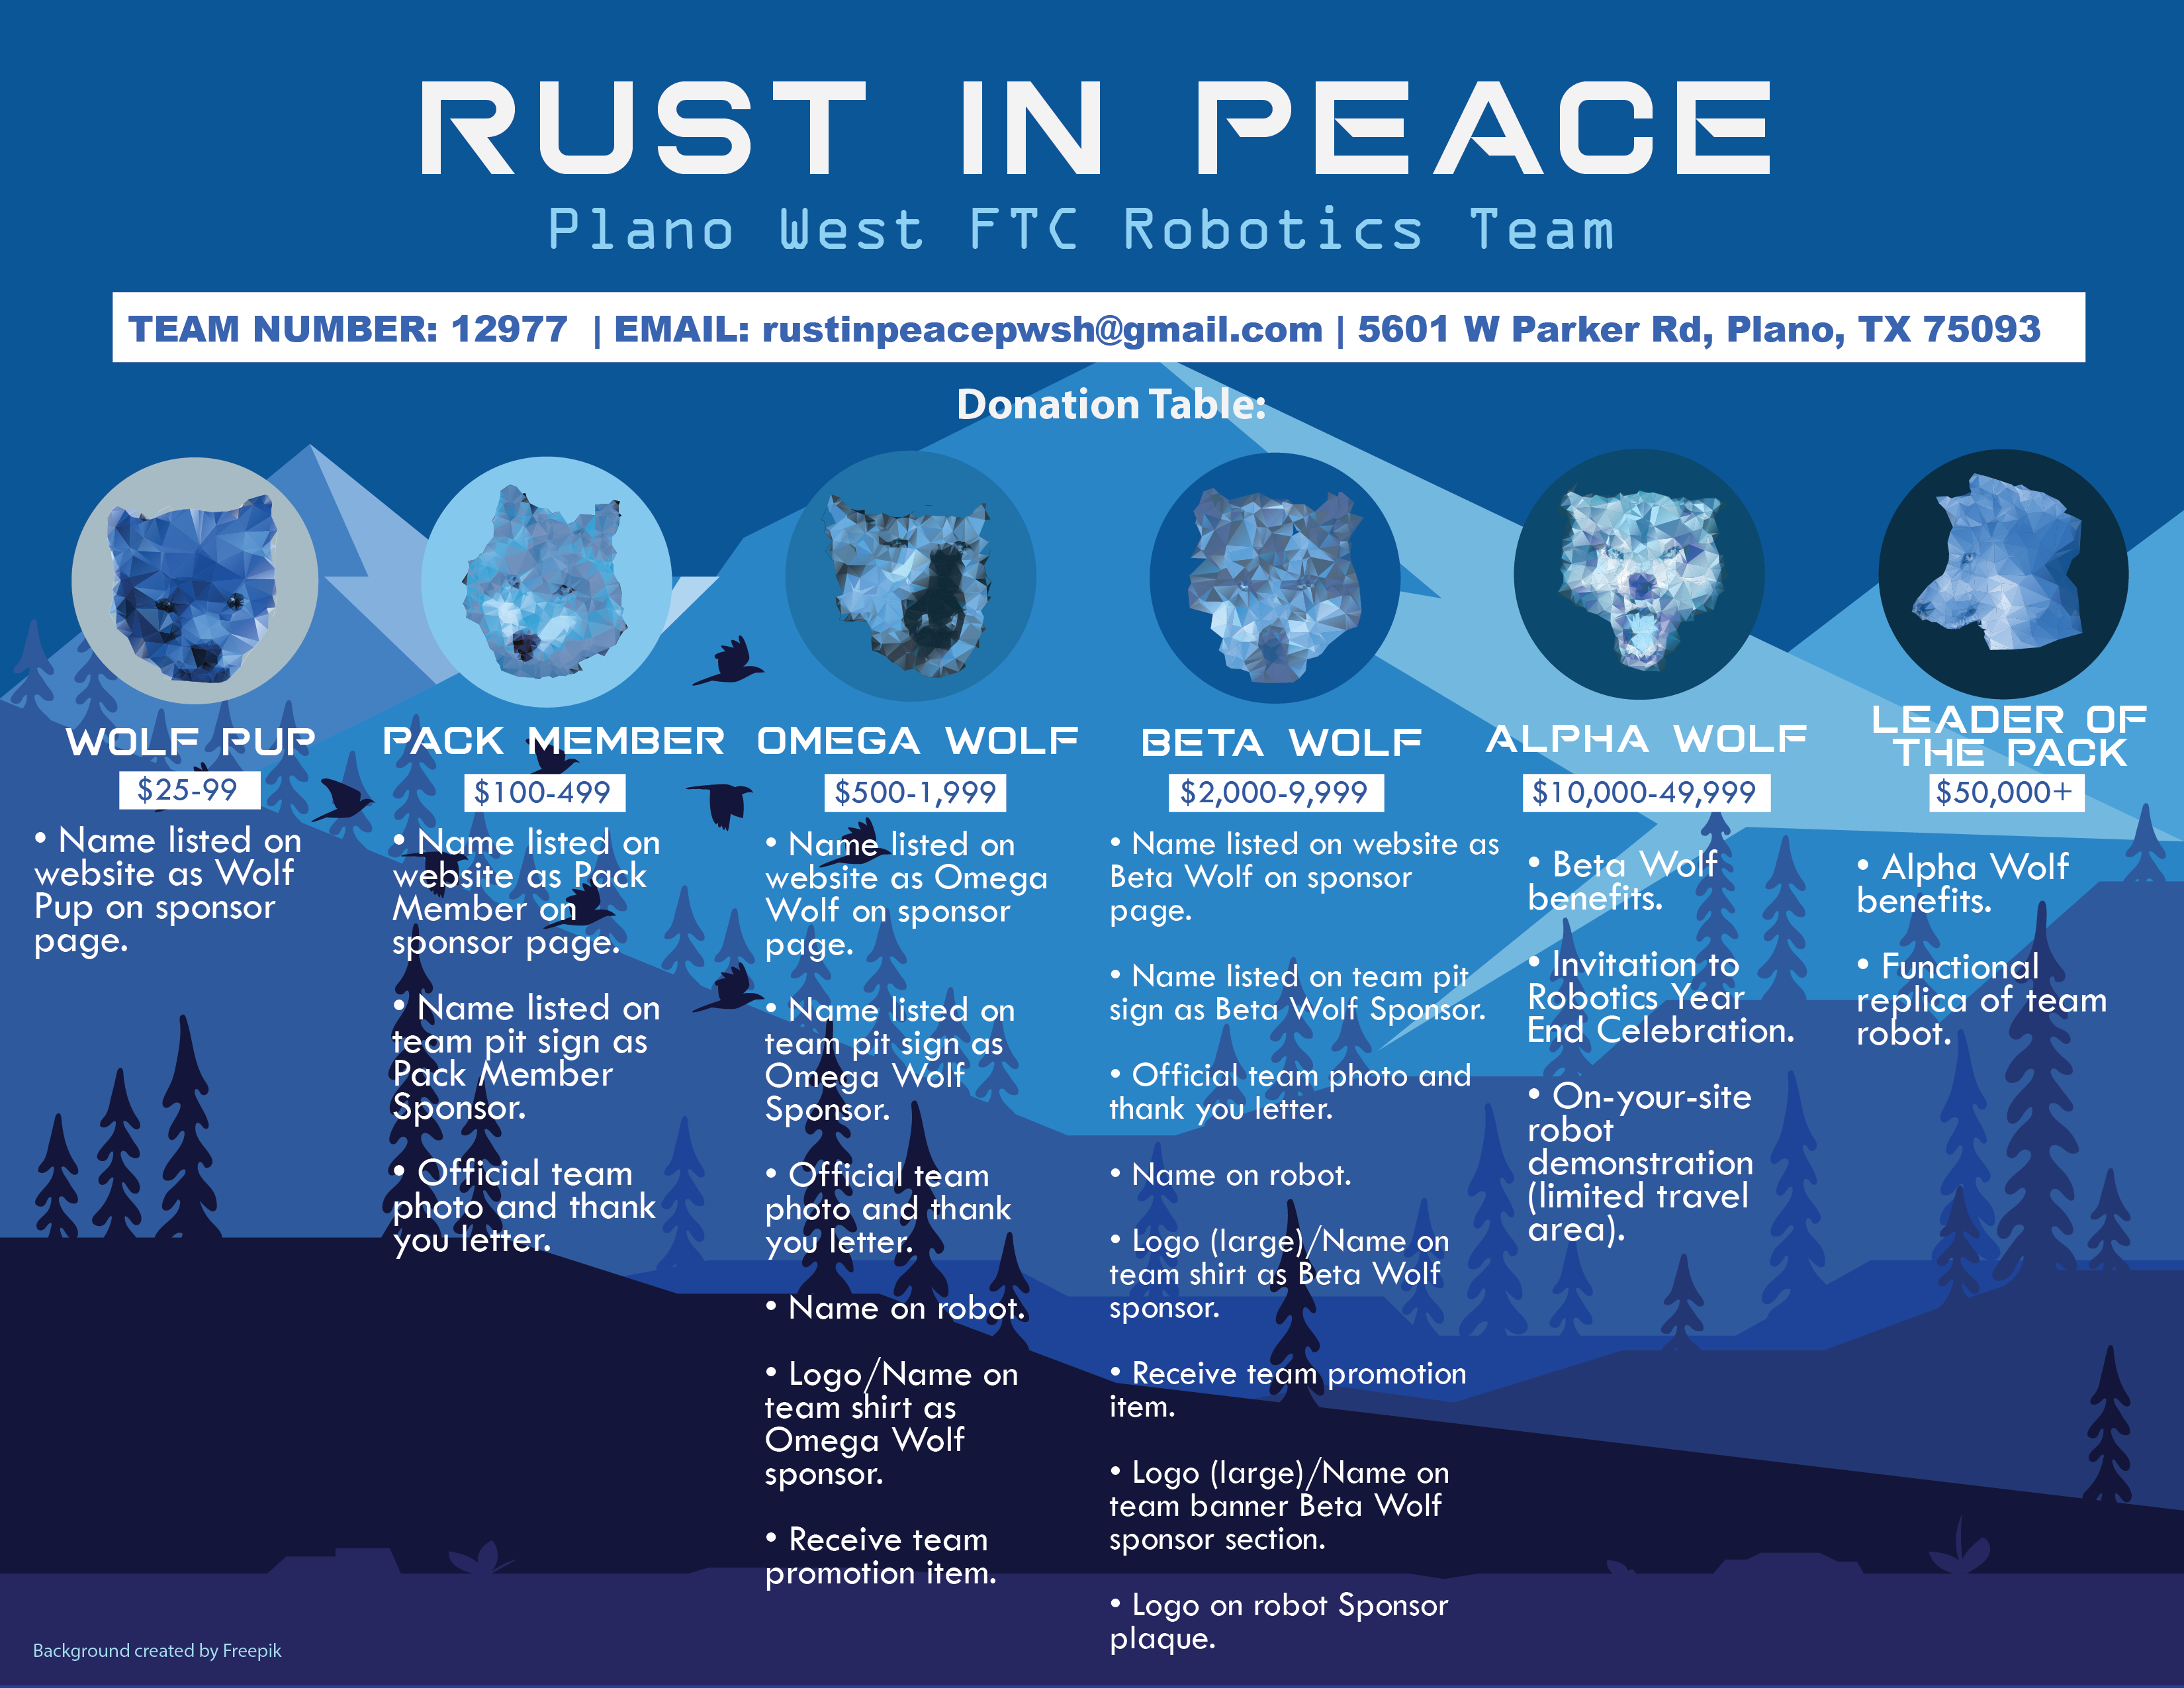 RUST IN PEACE
Plano West FTC Robotics Team
TEAM NUMBER: 12977 | EMAIL: rustinpeacepwsh@gmail.com | 5601 W Parker Rd, Plano, TX 75093
Donation Table:
WOLF PUP
$25-99
• Name listed on
website as Wolf
Pup on sponsor
page.
PACK MEMBER
$100-499
• Name listed on
website as Pack
Member on
sponsor page.
• Name listed on
team pit sign as
Pack Member
Sponsor.
• Official team
photo and thank
you letter.
OMEGA WOLF
$500-1,999
• Name listed on
website as Omega
Wolf on sponsor
page.
• Name listed on
team pit sign as
Omega Wolf
Sponsor.
• Official team
photo and thank
you letter.
• Name on robot.
• Logo/Name on
team shirt as
Omega Wolf
sponsor.
• Receive team
promotion item.
BETA WOLF
$2,000-9,999
• Name listed on website as
Beta Wolf on sponsor
page.
• Name listed on team pit
sign as Beta Wolf Sponsor.
• Official team photo and
thank you letter.
• Name on robot.
• Logo (large)/Name on
team shirt as Beta Wolf
sponsor.
• Receive team promotion
item.
• Logo (large)/Name on
team banner Beta Wolf
sponsor section.
• Logo on robot Sponsor
plaque.
ALPHA WOLF
$10,000-49,999
• Beta Wolf
benefits.
• Invitation to
Robotics Year
End Celebration.
• On-your-site
robot
demonstration
(limited travel
area).
LEADER OF
THE PACK
$50,000+
• Alpha Wolf
benefits.
• Functional
replica of team
robot.
Background created by Freepik